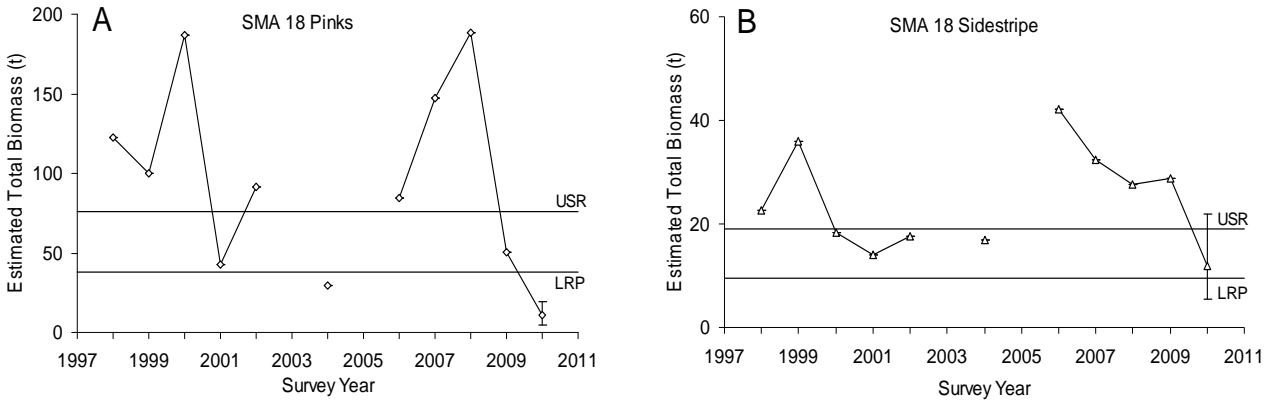 A
SMA 18 Pinks
Estimated Total Biomass (t)
200
150
100
50
0
USR
LRP
1997 1999 2001 2003 2005 2007 2009 2011
Survey Year
B
SMA 18 Sidestripe
Estimated Total Biomass (t)
60
40
20
0
USR
LRP
1997 1999 2001 2003 2005 2007 2009 2011
Survey Year